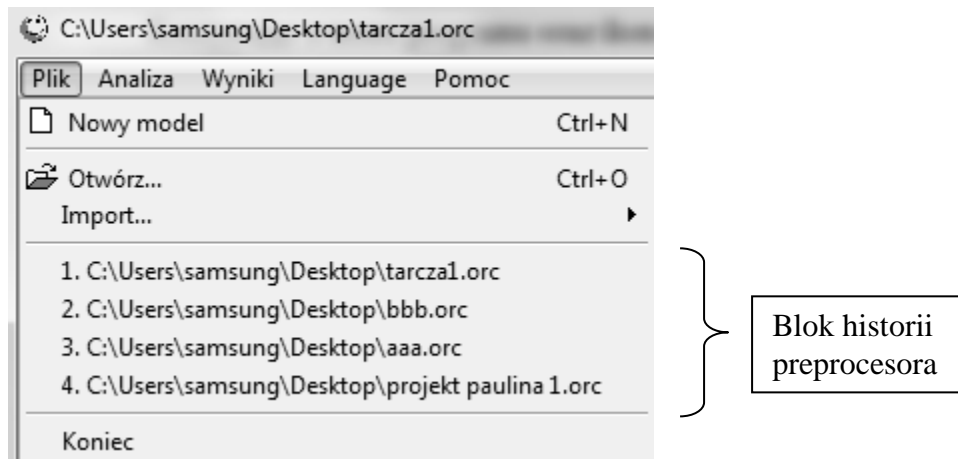 C:\Users\samsung\Desktop\tarcza1.orc
Plik Analiza Wyniki Language Pomoc
Nowy model Ctrl+N
Otwórz... Ctrl+O
Import...
1. C:\Users\samsung\Desktop\tarcza1.orc
2. C:\Users\samsung\Desktop\bbb.orc
3. C:\Users\samsung\Desktop\aaa.orc
4. C:\Users\samsung\Desktop\projekt paulina 1.orc
Koniec
Blok historii
preprocesora